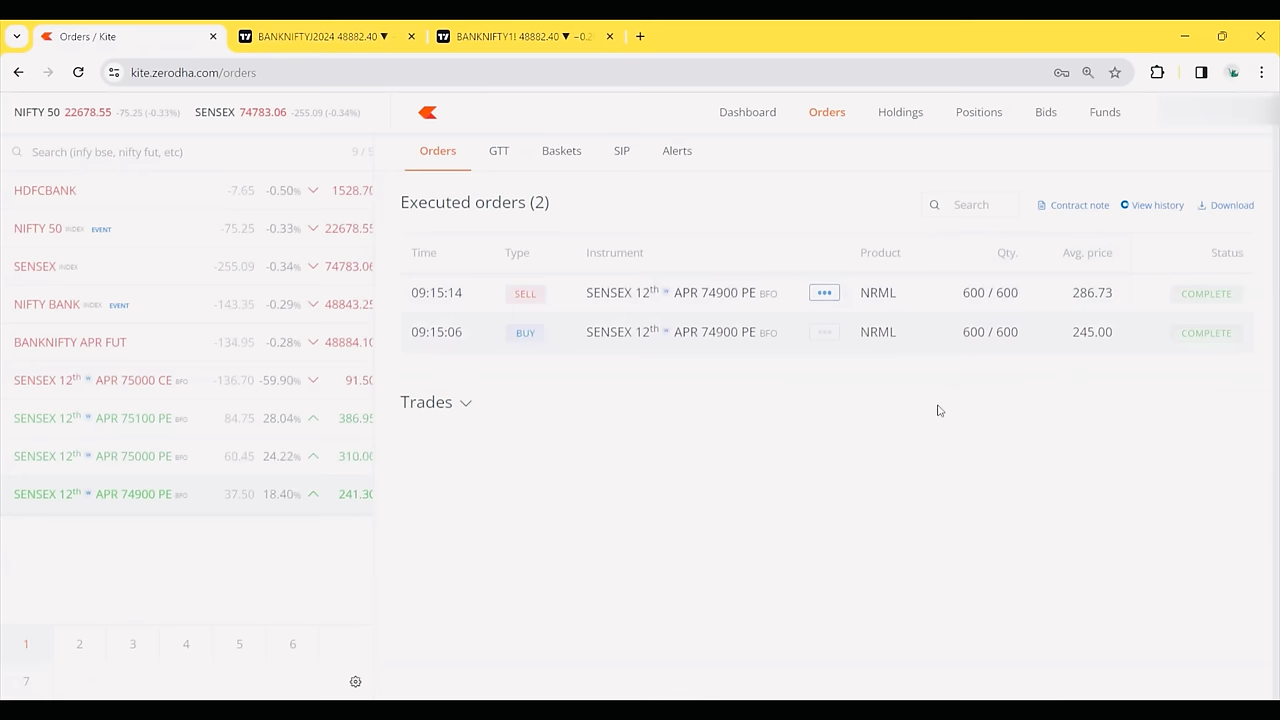 Orders / Kite
BANKNIFTYJ2024 48882.40 ▼
BANKNIFTY1! 48882.40 ▼ −0.2
kite.zerodha.com/orders
NIFTY 50 22678.55 -75.25 (-0.33%) SENSEX 74783.06 -255.09 (-0.34%)
Dashboard Orders Holdings Positions Bids Funds
Search (infy bse, nifty fut, etc) 9 / 5
Orders GTT Baskets SIP Alerts
HDFCBANK -7.65 -0.50% 1528.70
NIFTY 50 INDEX EVENT -75.25 -0.33% 22678.55
SENSEX INDEX -255.09 -0.34% 74783.06
NIFTY BANK INDEX EVENT -143.35 -0.29% 48843.25
BANKNIFTY APR FUT -134.95 -0.28% 48884.10
SENSEX 12th w APR 75000 CE BFO -136.70 -59.90% 91.50
SENSEX 12th w APR 75100 PE BFO 84.75 28.04% 386.95
SENSEX 12th w APR 75000 PE BFO 60.45 24.22% 310.00
SENSEX 12th w APR 74900 PE BFO 37.50 18.40% 241.30
1 2 3 4 5 6
7
Executed orders (2)
Search Contract note View history Download
Time Type Instrument Product Qty. Avg. price Status
09:15:14 SELL SENSEX 12th w APR 74900 PE BFO NRML 600 / 600 286.73 COMPLETE
09:15:06 BUY SENSEX 12th w APR 74900 PE BFO NRML 600 / 600 245.00 COMPLETE
Trades